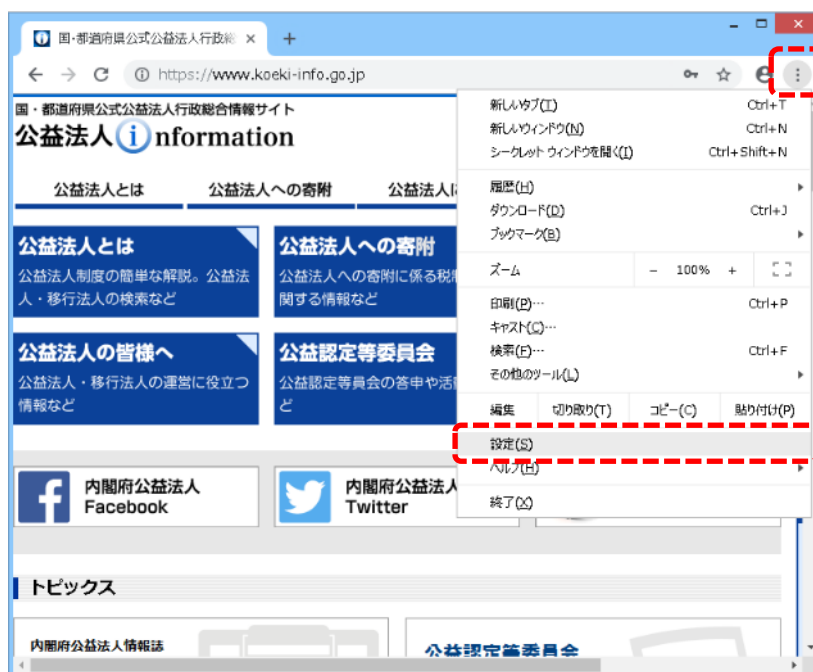 国・都道府県公式公益法人行政総
https://www.koeki-info.go.jp
国・都道府県公式公益法人行政総合情報サイト
公益法人 information
公益法人とは
公益法人への寄附
公益法人
公益法人とは
公益法人制度の簡単な解説。公益法
人・移行法人の検索など
公益法人への寄附
公益法人への寄附に係る税
関する情報など
公益法人の皆様へ
公益法人・移行法人の運営に役立つ
情報など
公益認定等委員会
公益認定等委員会の答申や活
ど
内閣府公益法人
Facebook
内閣府公益法人
Twitter
トピックス
内閣府公益法人情報誌
公益認定等委員会
新しいタブ(T) Ctrl+T
新しいウィンドウ(N) Ctrl+N
シークレット ウィンドウを開く(I) Ctrl+Shift+N
履歴(H)
ダウンロード(D) Ctrl+J
ブックマーク(B)
ズーム － 100% ＋
印刷(P)… Ctrl+P
キャスト(C)…
検索(F)… Ctrl+F
その他のツール(L)
編集 切り取り(T) コピー(C) 貼り付け(P)
設定(S)
ヘルプ(H)
終了(X)